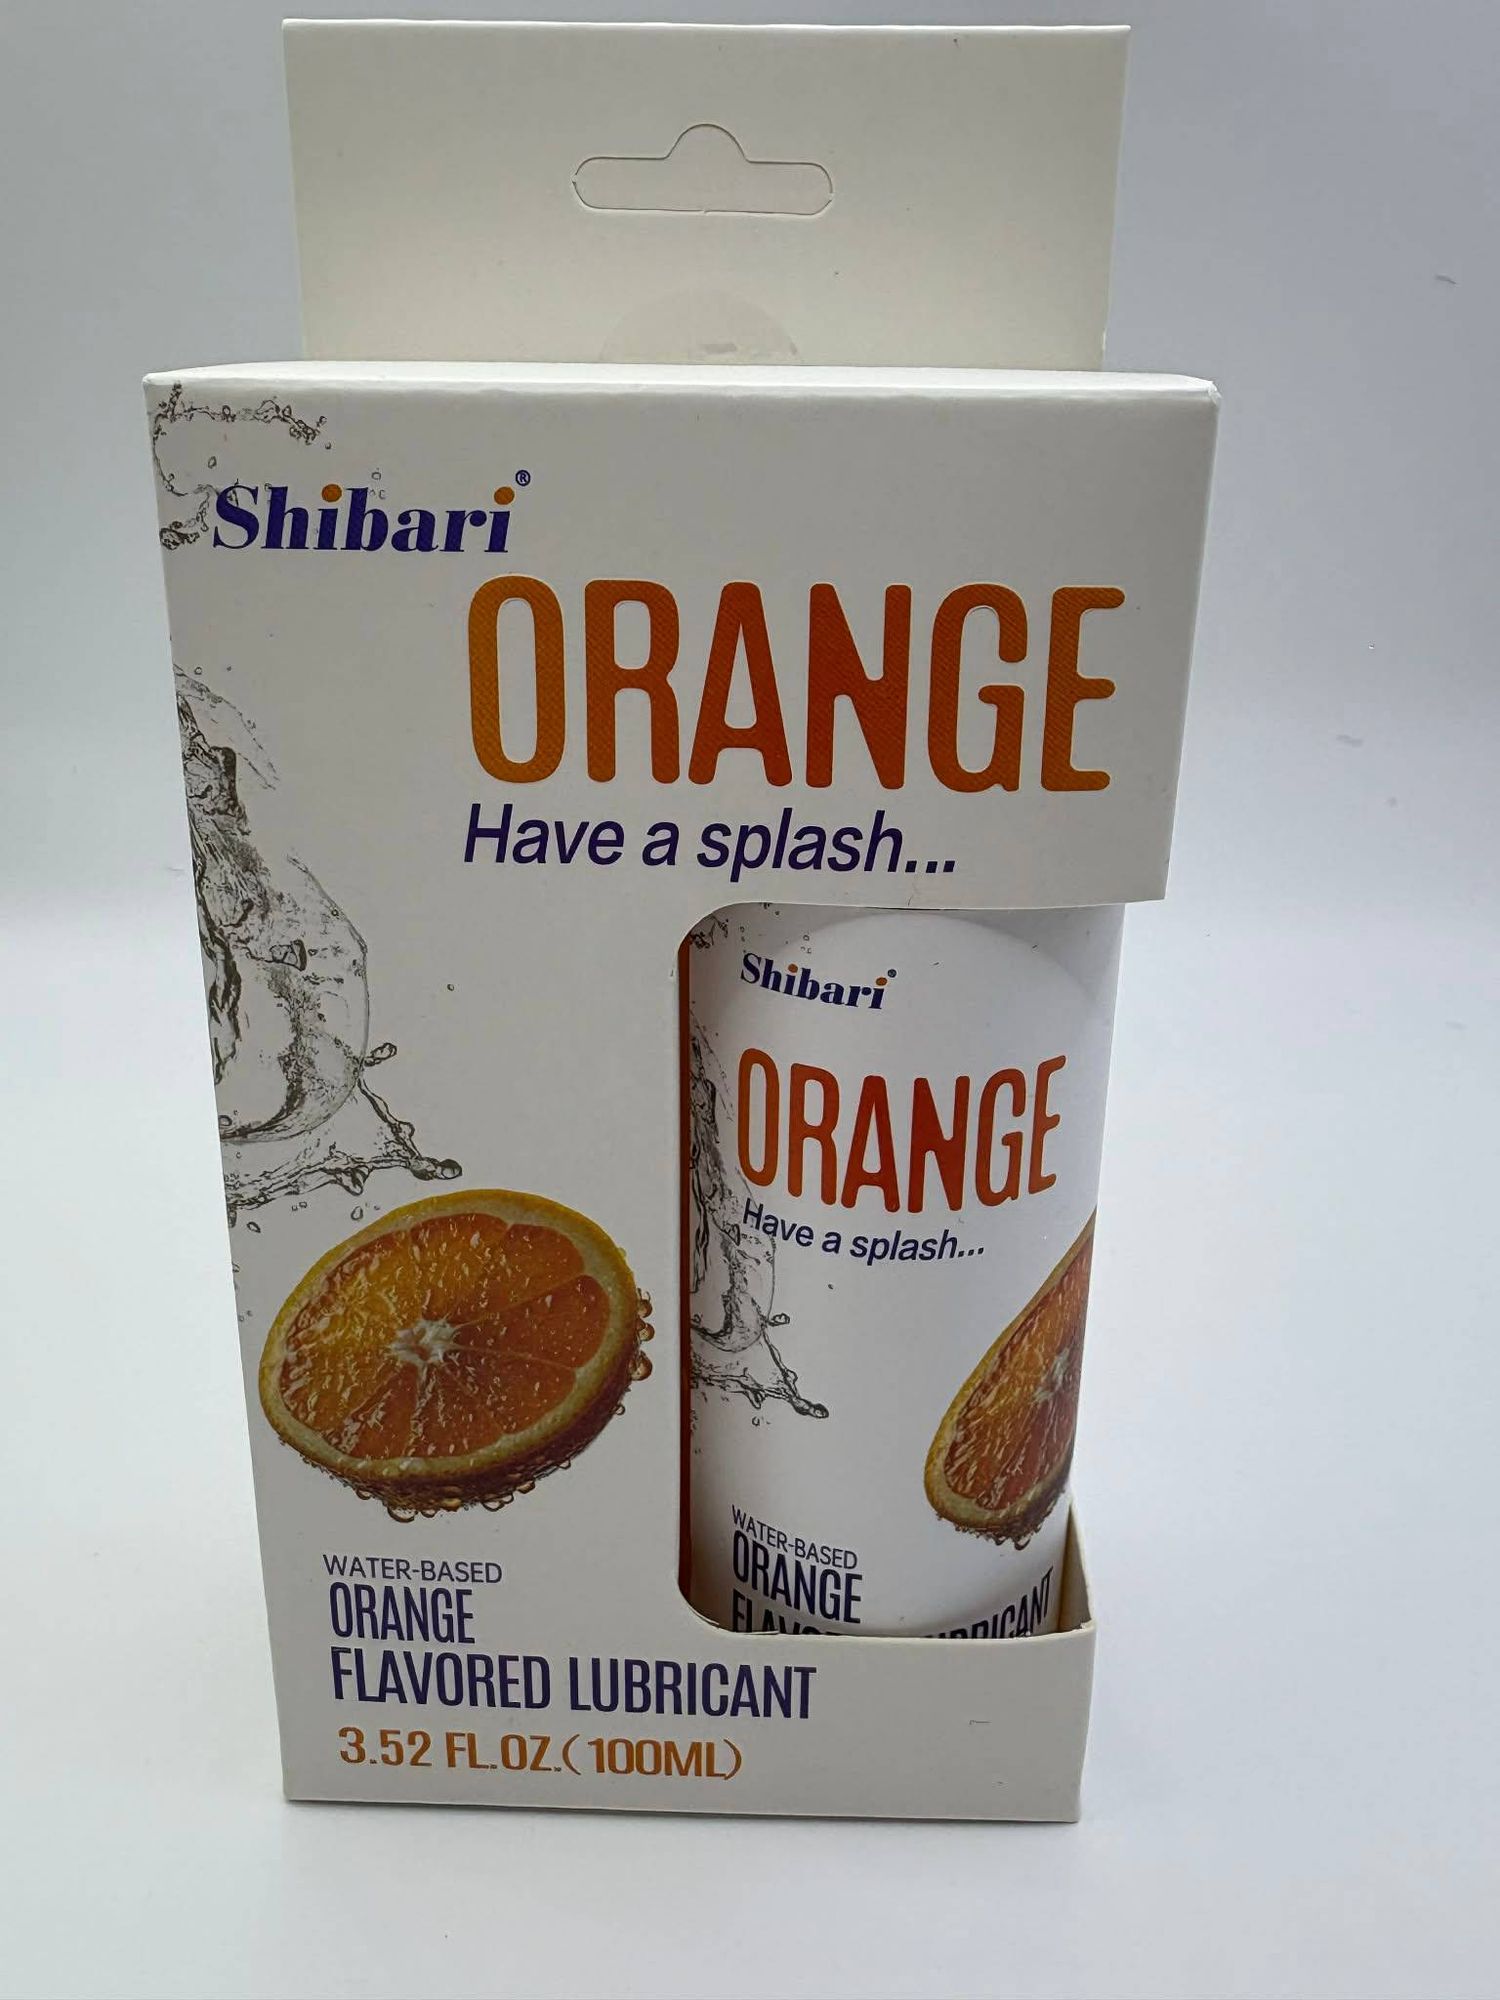 Shibari®
ORANGE
Have a splash...
Shibari®
ORANGE
Have a splash...
WATER-BASED
ORANGE
WATER-BASED
ORANGE
FLAVORED LUBRICANT
3.52 FL.OZ.(100ML)